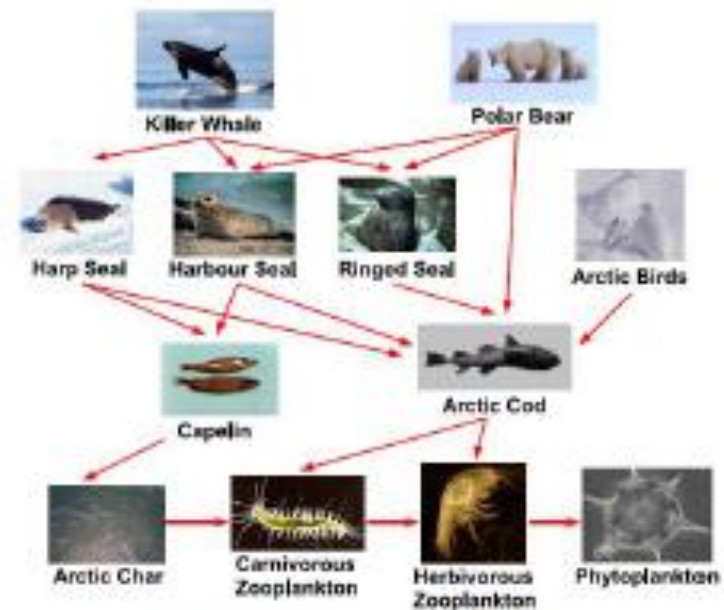 Killer Whale
Polar Bear
Harp Seal
Harbour Seal
Ringed Seal
Arctic Birds
Capelin
Arctic Cod
Arctic Char
Carnivorous
Zooplankton
Herbivorous
Zooplankton
Phytoplankton